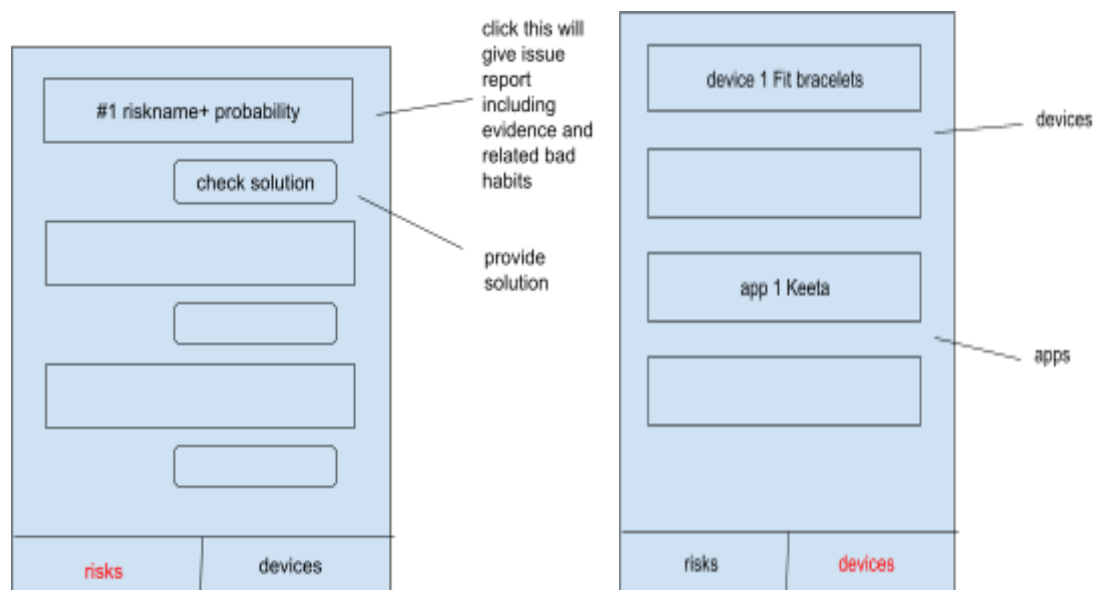 #1 riskname+ probability
check solution
risks
devices
click this will
give issue
report
including
evidence and
related bad
habits
provide
solution
device 1 Fit bracelets
app 1 Keeta
risks
devices
devices
apps